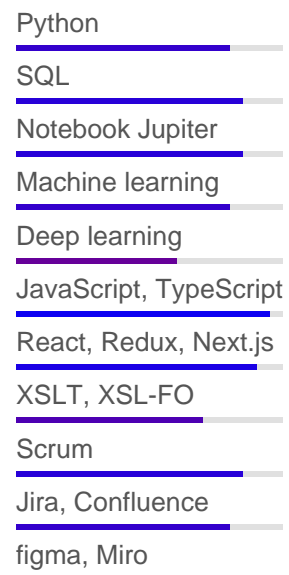 Python
SQL
Notebook Jupiter
Machine learning
Deep learning
JavaScript, TypeScript
React, Redux, Next.js
XSLT, XSL-FO
Scrum
Jira, Confluence
figma, Miro